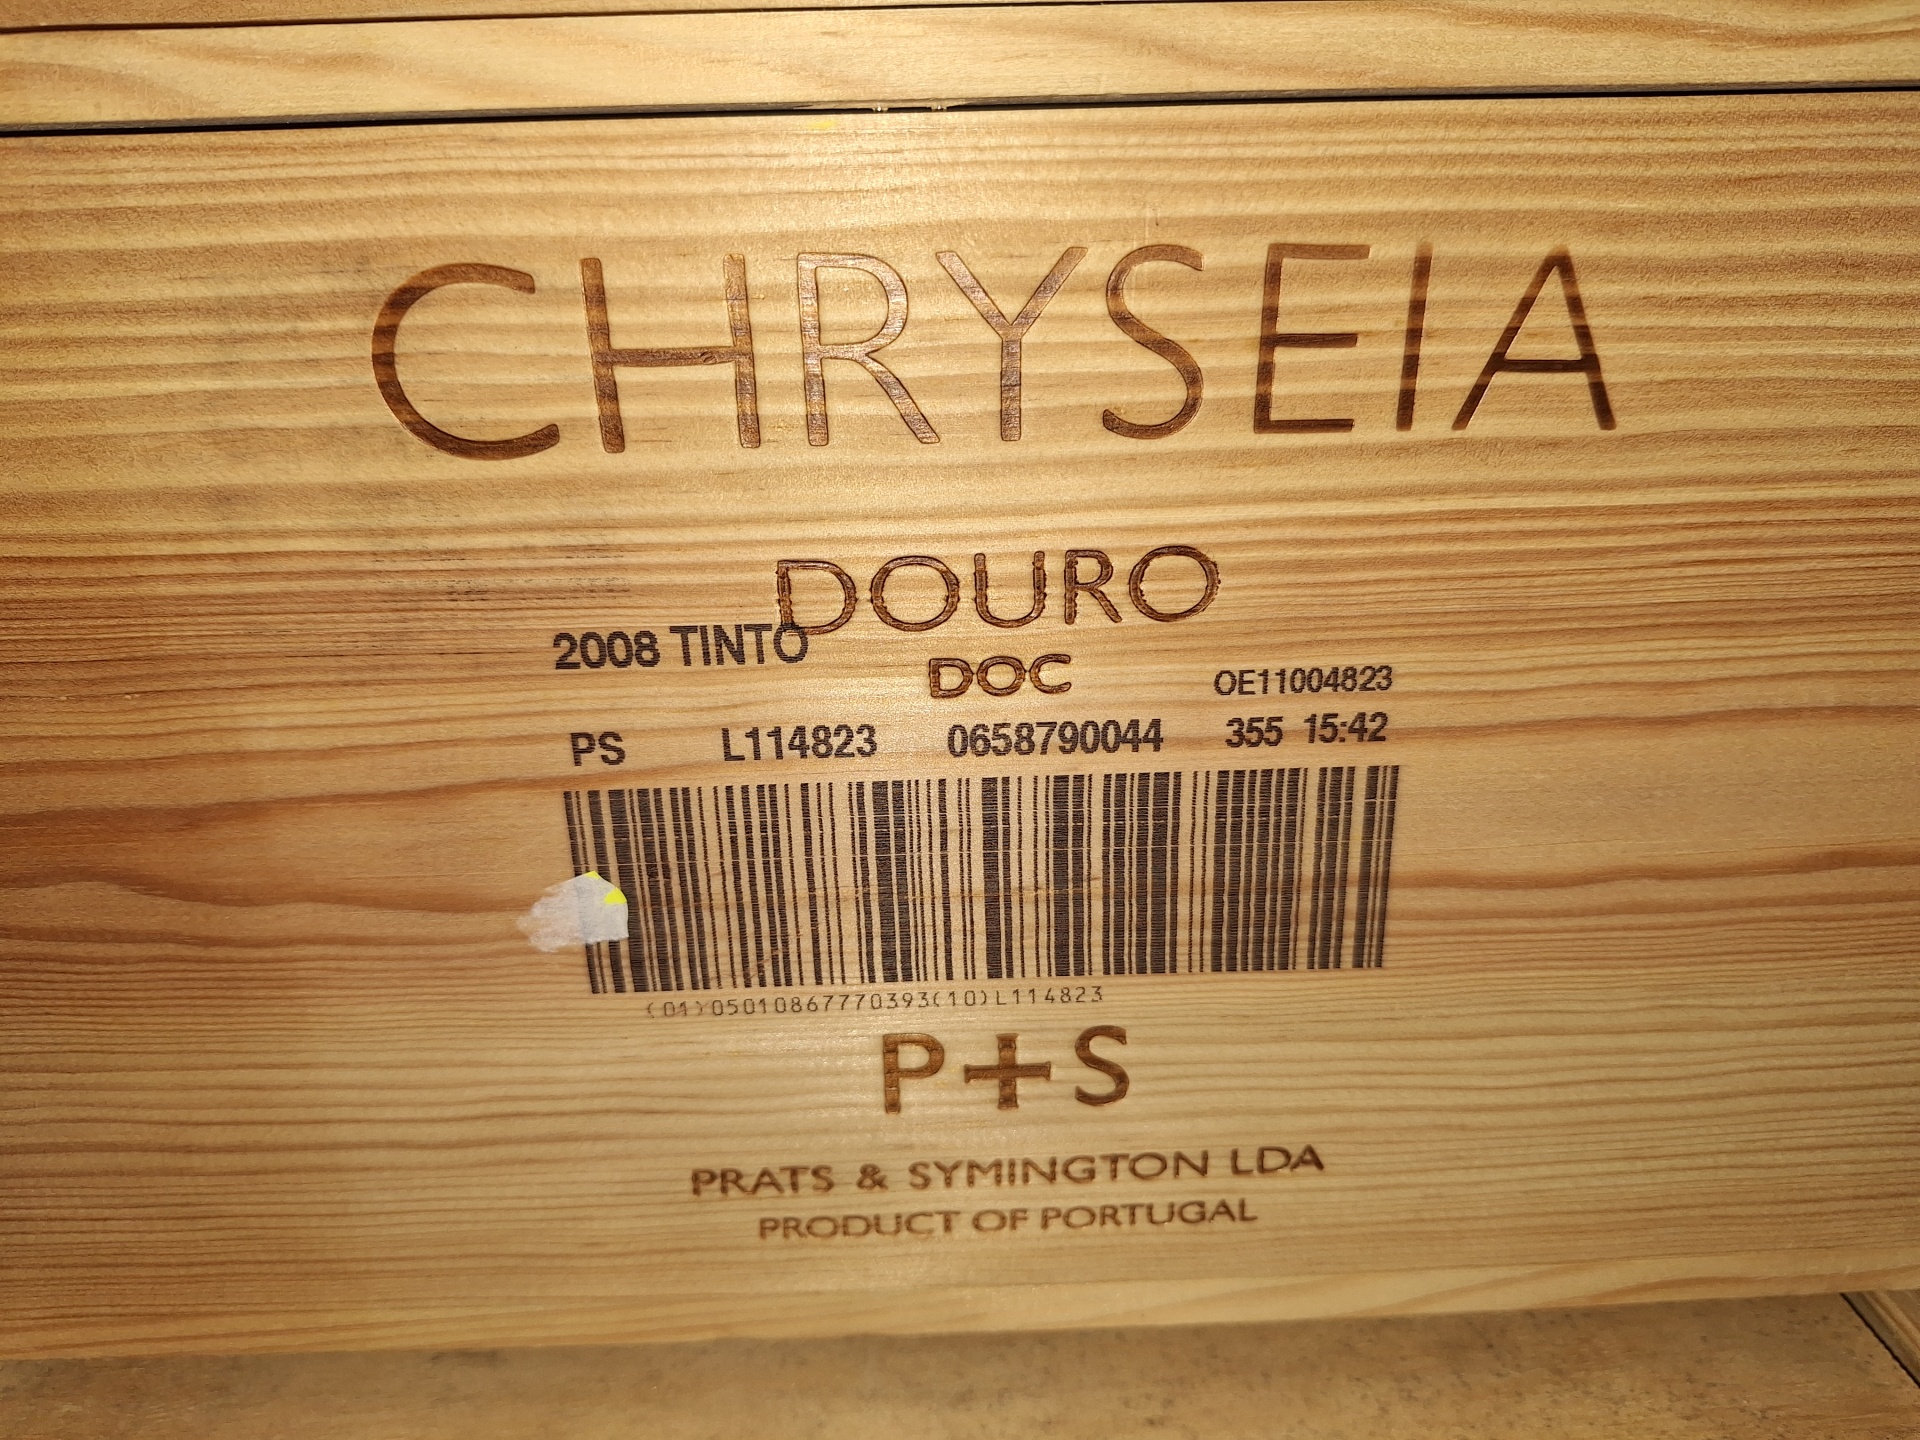 CHRYSEIA
DOURO
2008 TINTO
DOC
OE11004823
PS L114823 0658790044 355 15:42
(01)05010867770393(10)L114823
P+S
PRATS & SYMINGTON LDA
PRODUCT OF PORTUGAL